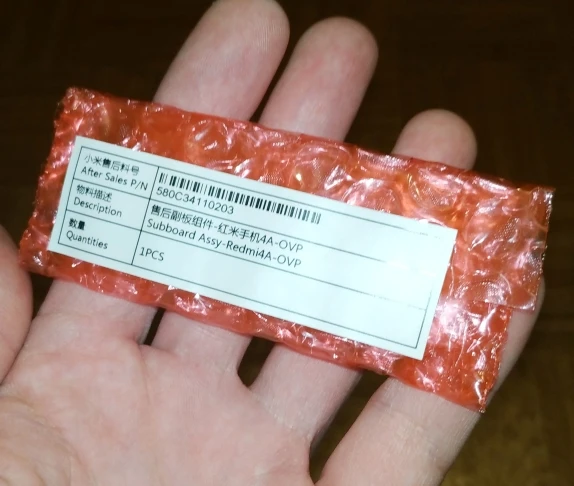 小米售后料号
After Sales P/N
580C34110203
物料描述
Description
售后副板组件-红米手机4A-OVP
Subboard Assy-Redmi4A-OVP
数量
Quantities
1PCS